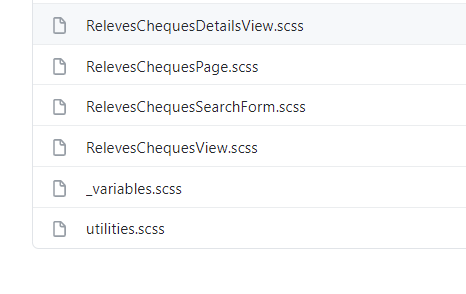 RelevesChequesDetailsView.scss
RelevesChequesPage.scss
RelevesChequesSearchForm.scss
RelevesChequesView.scss
_variables.scss
utilities.scss